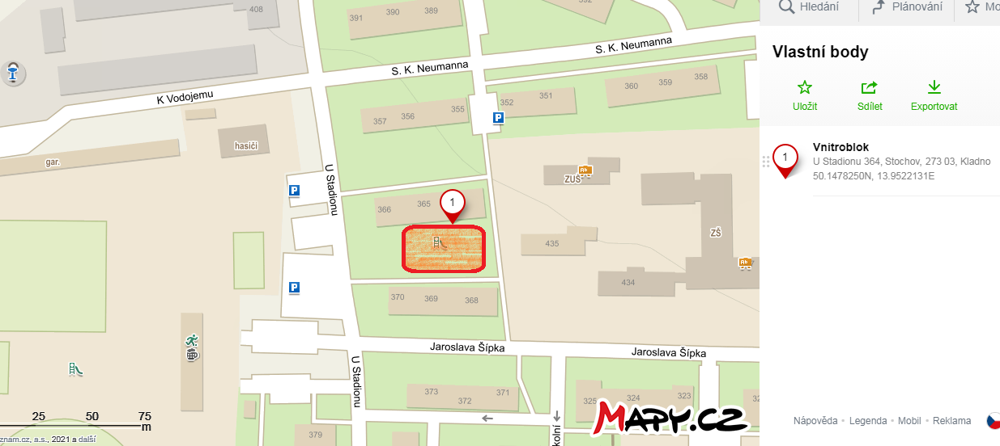 408
391
390
389
392
S. K. Neumanna
S. K. Neumanna
K Vodojemu
360
359
358
352
351
355
356
357
P
hasiči
gar.
U Stadionu
P
ZUŠ
366
365
1
ZŠ
435
434
P
370
369
368
Jaroslava Šípka
Jaroslava Šípka
U Stadionu
373
372
371
325
324
323
379
25 50 75
m
znam.cz, a.s., 2021 a další
MAPY.CZ
Hledání
Plánování
Mo
Vlastní body
Uložit
Sdílet
Exportovat
1
Vnitroblok
U Stadionu 364, Stochov, 273 03, Kladno
50.1478250N, 13.9522131E
Nápověda • Legenda • Mobil • Reklama